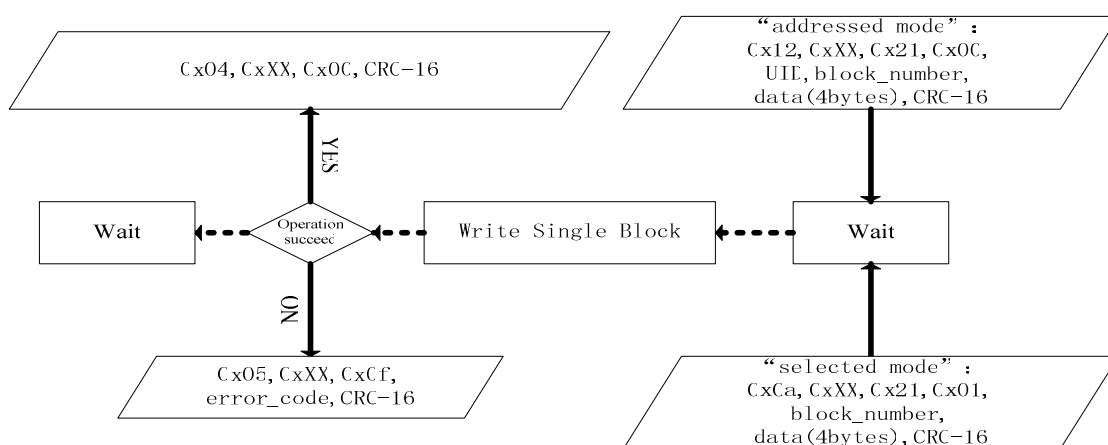 Cx04, CxXX, Cx0C, CRC-16
“addressed mode” :
Cx12, CxXX, Cx21, Cx0C,
UID, block_number,
data(4bytes), CRC-16
YES
Wait
Operation
succeed
Write Single Block
Wait
ON
Cx05, CxXX, CxCf,
error_code, CRC-16
“selected mode” :
CxCa, CxXX, Cx21, Cx01,
block_number,
data(4bytes), CRC-16